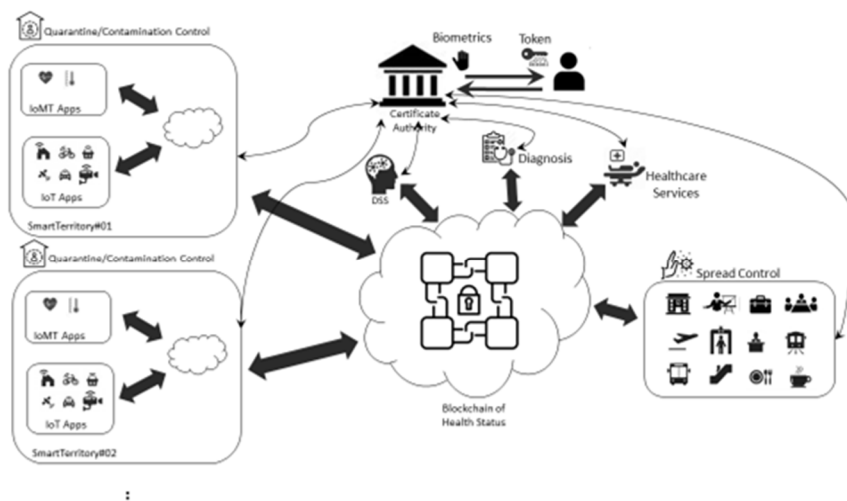 Quarantine/Contamination Control
IoMT Apps
IoT Apps
SmartTerritory#01
Quarantine/Contamination Control
IoMT Apps
IoT Apps
SmartTerritory#02
Biometrics
Token
Certificate
Authority
DSS
Diagnosis
Healthcare
Services
Spread Control
Blockchain of
Health Status